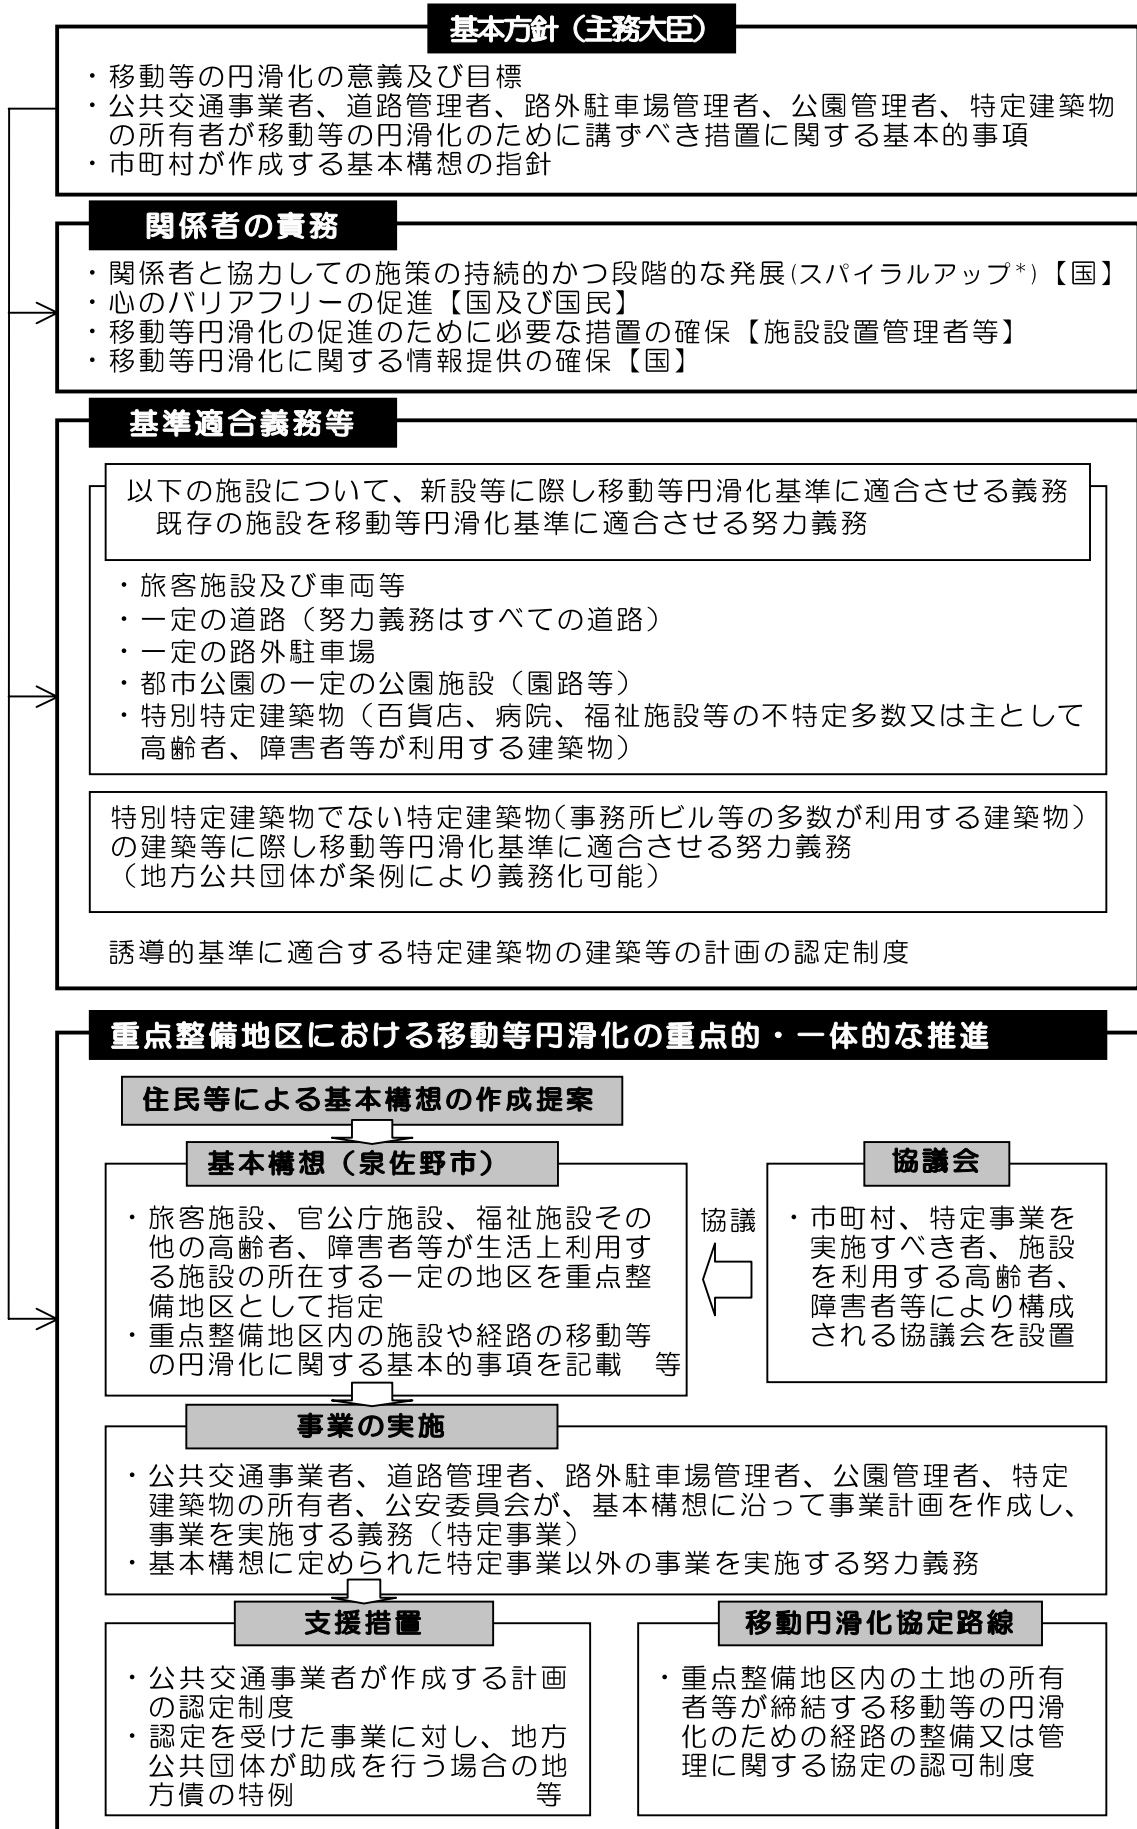 基本方針（主務大臣）
・移動等の円滑化の意義及び目標
・公共交通事業者、道路管理者、路外駐車場管理者、公園管理者、特定建築物
の所有者が移動等の円滑化のために講ずべき措置に関する基本的事項
・市町村が作成する基本構想の指針
関係者の責務
・関係者と協力しての施策の持続的かつ段階的な発展(スパイラルアップ*)【国】
・心のバリアフリーの促進【国及び国民】
・移動等円滑化の促進のために必要な措置の確保【施設設置管理者等】
・移動等円滑化に関する情報提供の確保【国】
基準適合義務等
以下の施設について、新設等に際し移動等円滑化基準に適合させる義務
既存の施設を移動等円滑化基準に適合させる努力義務
・旅客施設及び車両等
・一定の道路（努力義務はすべての道路）
・一定の路外駐車場
・都市公園の一定の公園施設（園路等）
・特別特定建築物（百貨店、病院、福祉施設等の不特定多数又は主として
高齢者、障害者等が利用する建築物）
特別特定建築物でない特定建築物（事務所ビル等の多数が利用する建築物）
の建築等に際し移動等円滑化基準に適合させる努力義務
（地方公共団体が条例により義務化可能）
誘導的基準に適合する特定建築物の建築等の計画の認定制度
重点整備地区における移動等円滑化の重点的・一体的な推進
住民等による基本構想の作成提案
基本構想（泉佐野市）
・旅客施設、官公庁施設、福祉施設その
他の高齢者、障害者等が生活上利用す
る施設の所在する一定の地区を重点整
備地区として指定
・重点整備地区内の施設や経路の移動等
の円滑化に関する基本的事項を記載　等
協議
協議会
・市町村、特定事業を
実施すべき者、施設
を利用する高齢者、
障害者等により構成
される協議会を設置
事業の実施
・公共交通事業者、道路管理者、路外駐車場管理者、公園管理者、特定
建築物の所有者、公安委員会が、基本構想に沿って事業計画を作成し、
事業を実施する義務（特定事業）
・基本構想に定められた特定事業以外の事業を実施する努力義務
支援措置
・公共交通事業者が作成する計画
の認定制度
・認定を受けた事業に対し、地方
公共団体が助成を行う場合の地
方債の特例　等
移動円滑化協定路線
・重点整備地区内の土地の所有
者等が締結する移動等の円滑
化のための経路の整備又は管
理に関する協定の認可制度